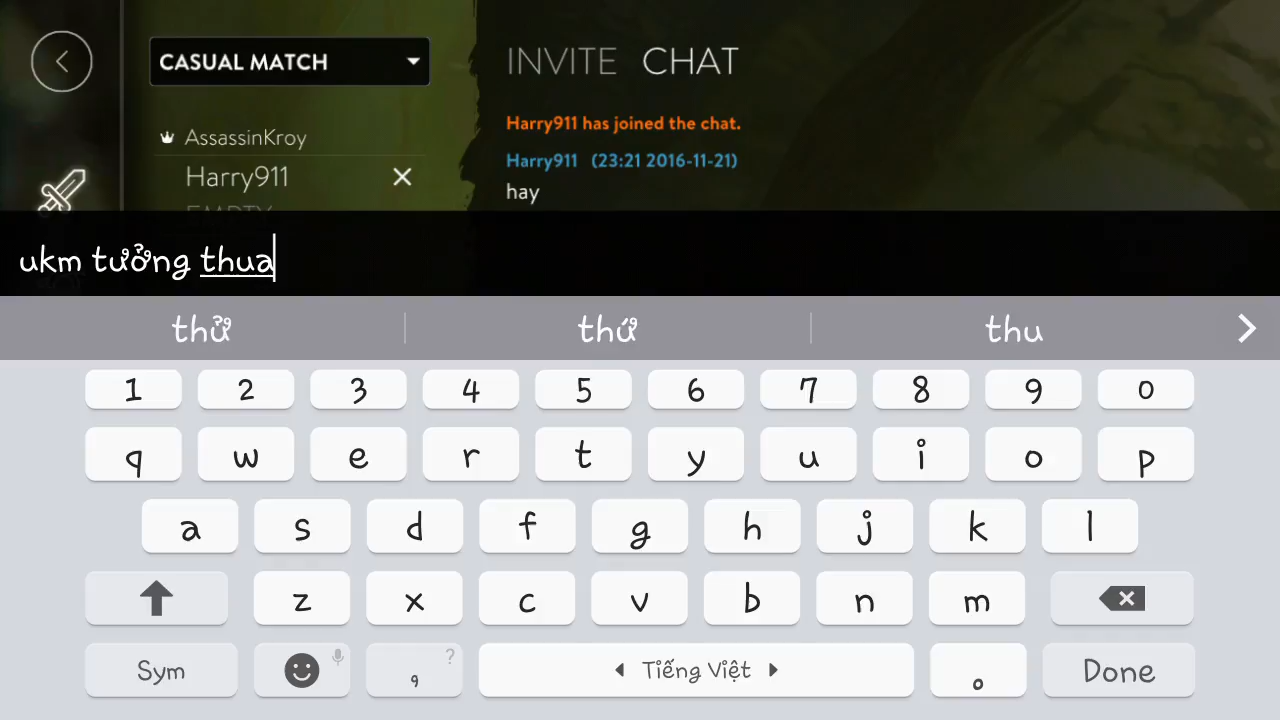 CASUAL MATCH
INVITE CHAT
AssassinKroy
Harry911
Harry911 has joined the chat.
Harry911 (23:21 2016-11-21)
hay
EMPTY
ukm tưởng thua
thử thứ thu
1 2 3 4 5 6 7 8 9 0
q w e r t y u i o p
a s d f g h j k l
z x c v b n m
Sym , ? Tiếng Việt . Done